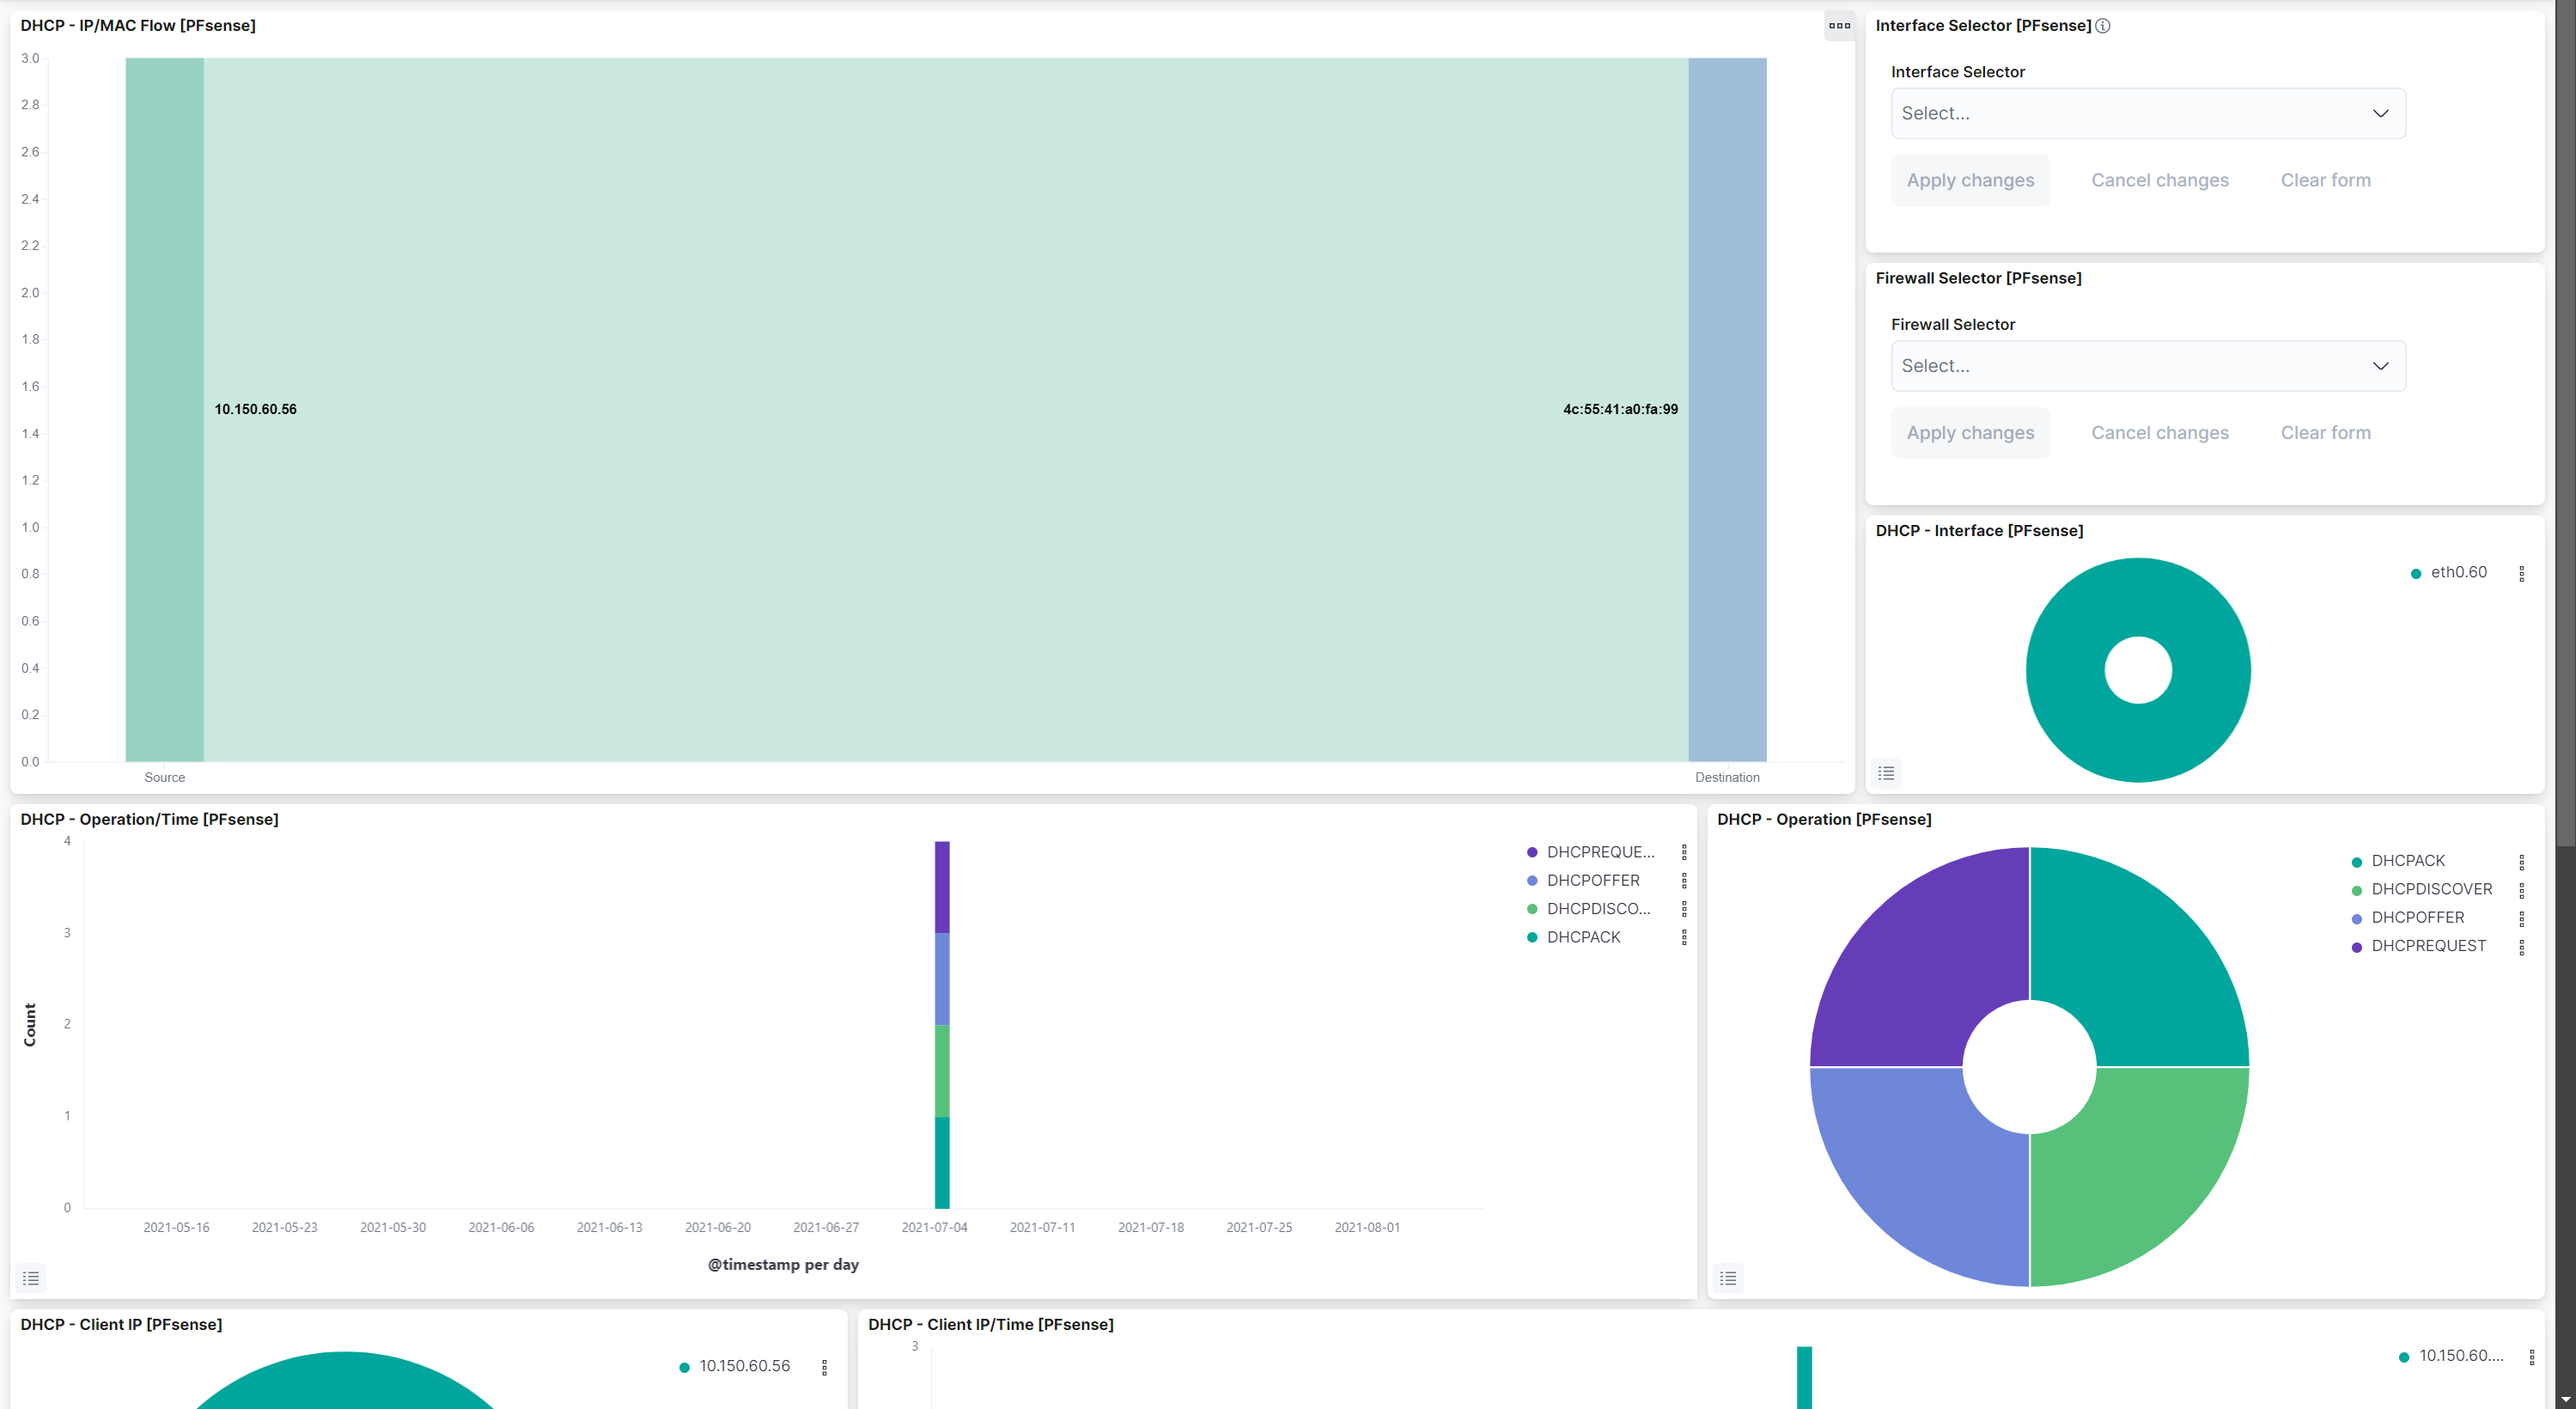 DHCP - IP/MAC Flow [PFsense]
3.0
2.8
2.6
2.4
2.2
2.0
1.8
1.6
1.4
1.2
1.0
0.8
0.6
0.4
0.2
0.0
10.150.60.56
4c:55:41:a0:fa:99
Source
Destination
Interface Selector [PFsense]
Interface Selector
Select...
Apply changes
Cancel changes
Clear form
Firewall Selector [PFsense]
Firewall Selector
Select...
Apply changes
Cancel changes
Clear form
DHCP - Interface [PFsense]
eth0.60
DHCP - Operation/Time [PFsense]
4
3
2
1
0
Count
2021-05-16
2021-05-23
2021-05-30
2021-06-06
2021-06-13
2021-06-20
2021-06-27
2021-07-04
2021-07-11
2021-07-18
2021-07-25
2021-08-01
@timestamp per day
DHCPREQUE...
DHCPOFFER
DHCPDISCO...
DHCPACK
DHCP - Operation [PFsense]
DHCPACK
DHCPDISCOVER
DHCPOFFER
DHCPREQUEST
DHCP - Client IP [PFsense]
10.150.60.56
DHCP - Client IP/Time [PFsense]
3
10.150.60....